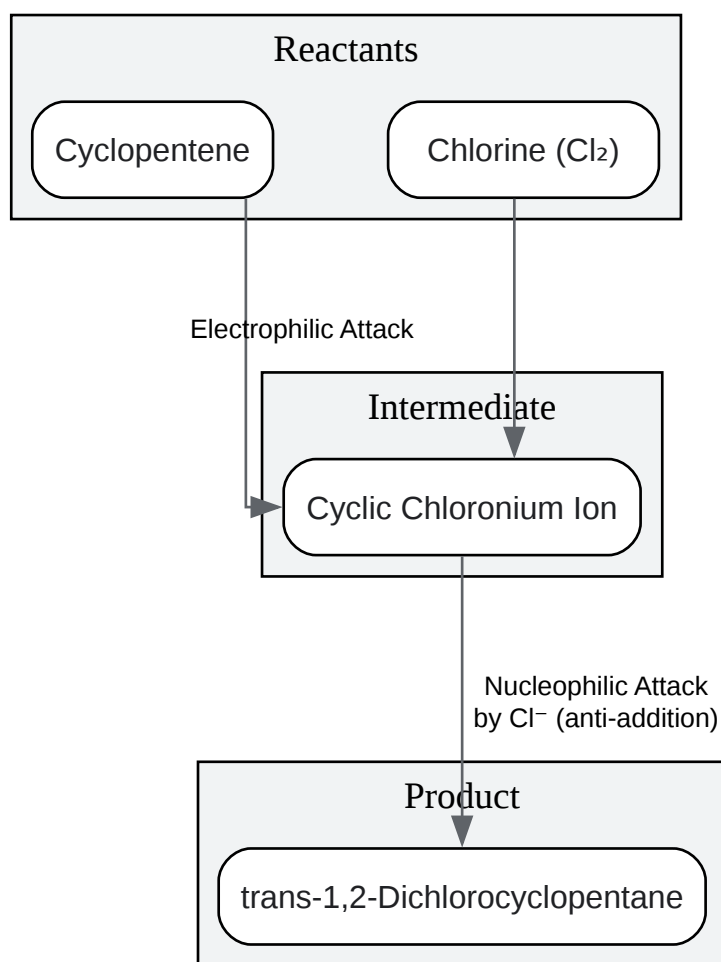 Reactants
Cyclopentene
Chlorine (Cl₂)
Electrophilic Attack
Intermediate
Cyclic Chloronium Ion
Nucleophilic Attack
by Cl⁻ (anti-addition)
Product
trans-1,2-Dichlorocyclopentane